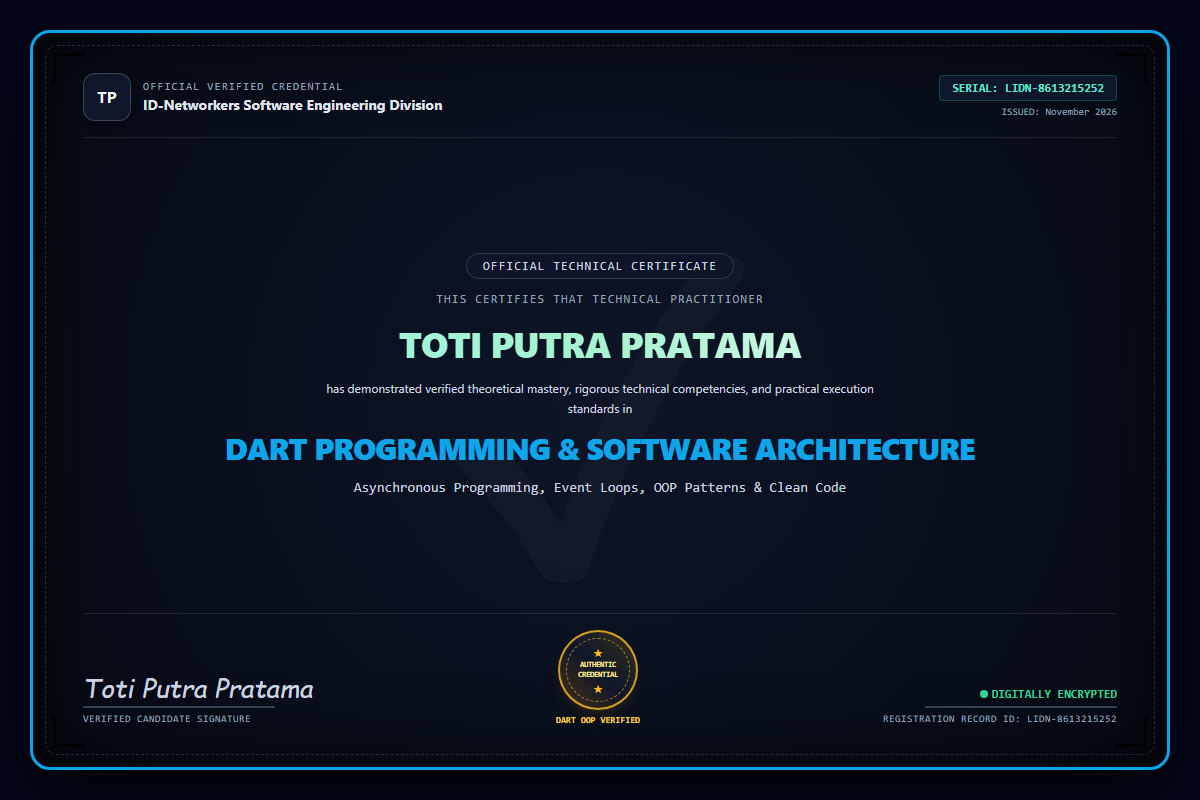 TP
OFFICIAL VERIFIED CREDENTIAL
ID-Networkers Software Engineering Division
SERIAL: LIDN-8613215252
ISSUED: November 2026
OFFICIAL TECHNICAL CERTIFICATE
THIS CERTIFIES THAT TECHNICAL PRACTITIONER
TOTI PUTRA PRATAMA
has demonstrated verified theoretical mastery, rigorous technical competencies, and practical execution
standards in
DART PROGRAMMING & SOFTWARE ARCHITECTURE
Asynchronous Programming, Event Loops, OOP Patterns & Clean Code
Toti Putra Pratama
VERIFIED CANDIDATE SIGNATURE
★
AUTHENTIC
CREDENTIAL
★
DART OOP VERIFIED
DIGITALLY ENCRYPTED
REGISTRATION RECORD ID: LIDN-8613215252